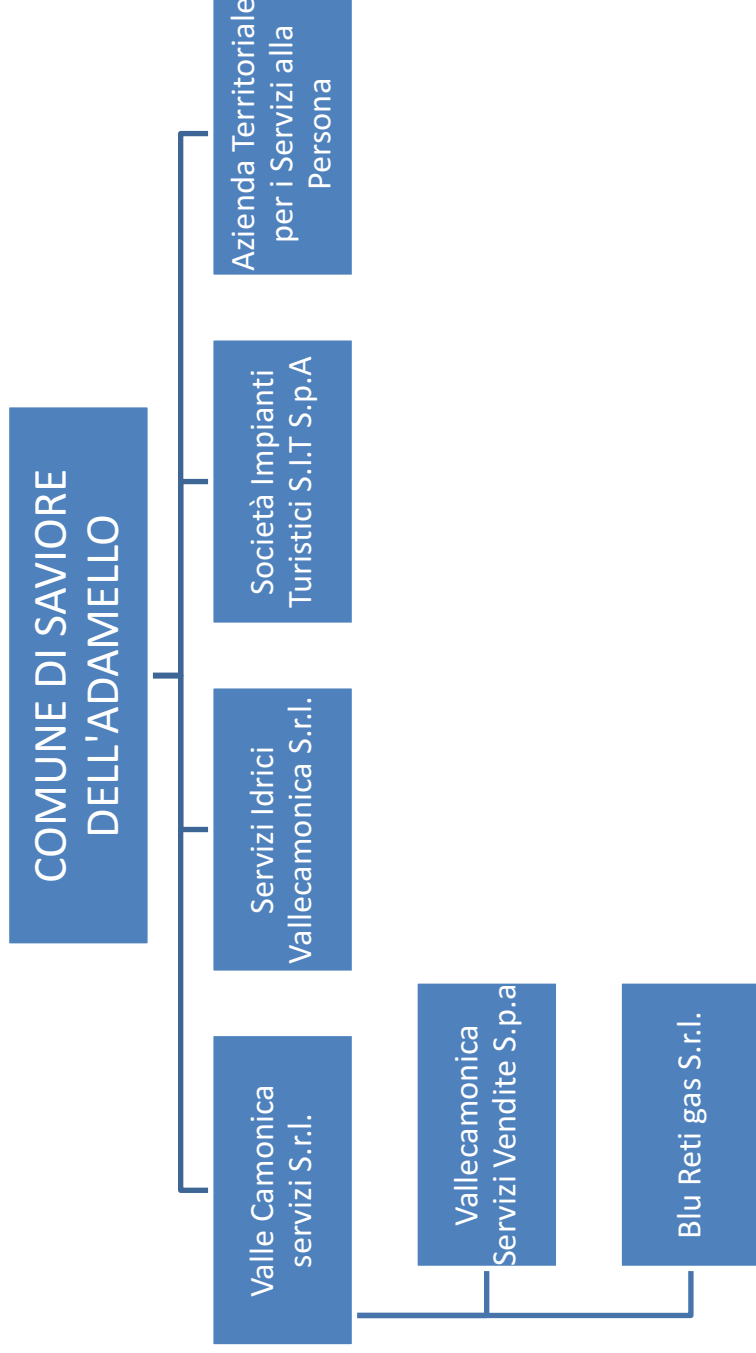 COMUNE DI SAVIORE
DELL'ADAMELLO
Valle Camonica
servizi S.r.l.
Servizi Idrici
Vallecamonica S.r.l.
Società Impianti
Turistici S.I.T S.p.A
Azienda Territoriale
per i Servizi alla
Persona
Vallecamonica
Servizi Vendite S.p.a
Blu Reti gas S.r.l.